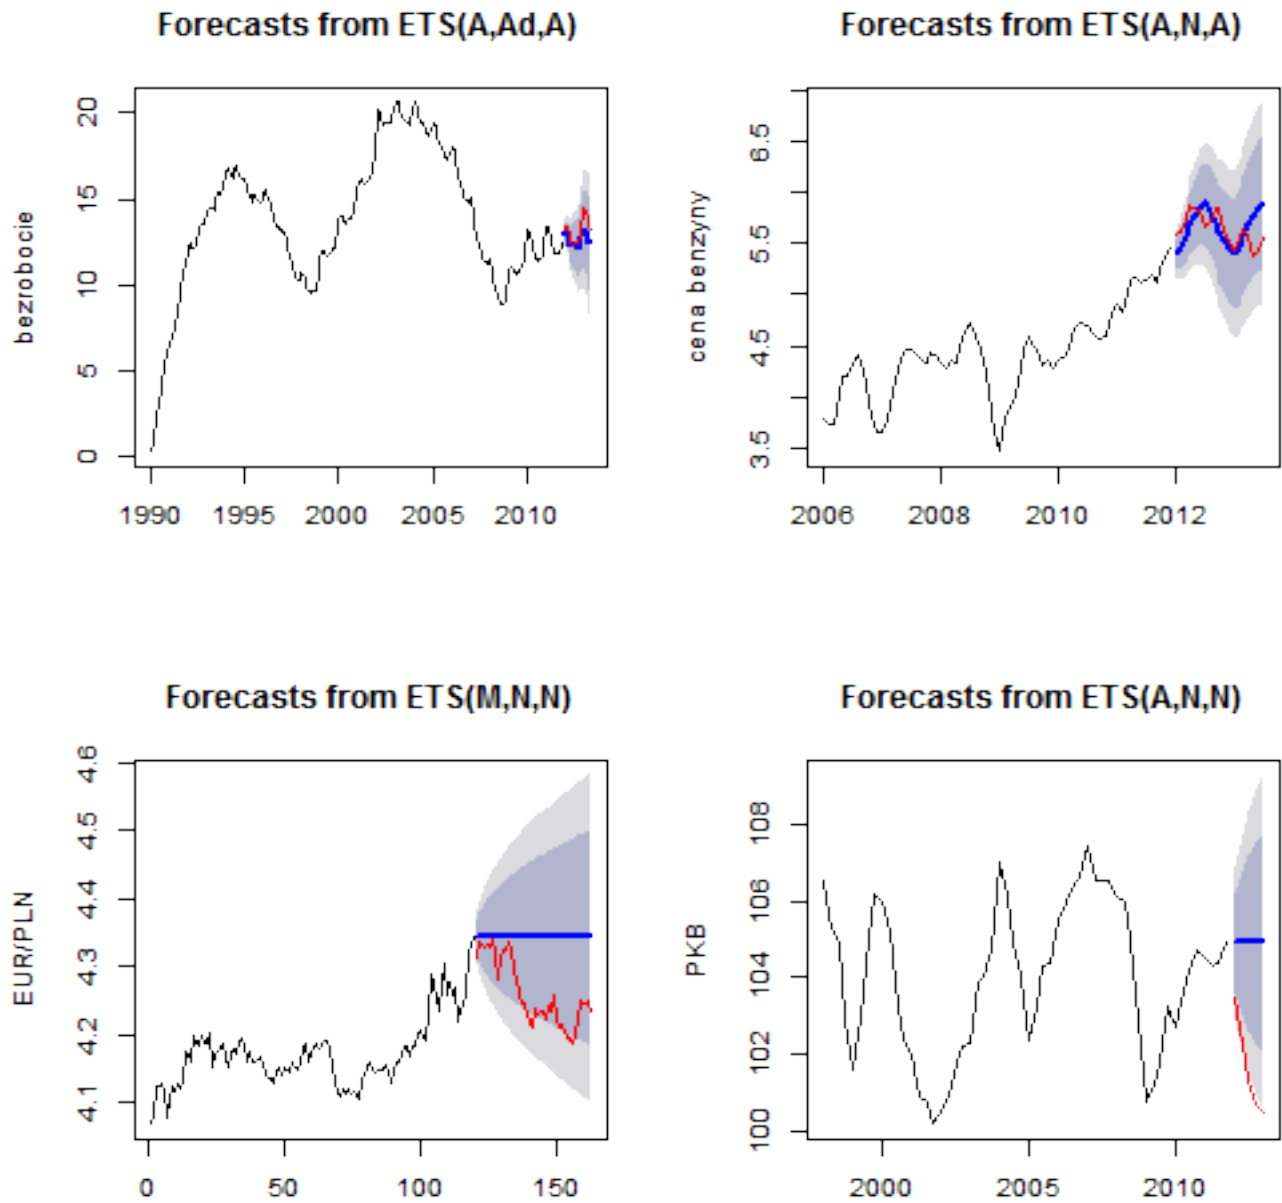 Forecasts from ETS(A,Ad,A)
bezrobocie
20
15
10
5
0
1990 1995 2000 2005 2010
Forecasts from ETS(A,N,A)
cena benzyny
6.5
5.5
4.5
3.5
2006 2008 2010 2012
Forecasts from ETS(M,N,N)
EUR/PLN
4.6
4.5
4.4
4.3
4.2
4.1
0 50 100 150
Forecasts from ETS(A,N,N)
PKB
108
106
104
102
100
2000 2005 2010